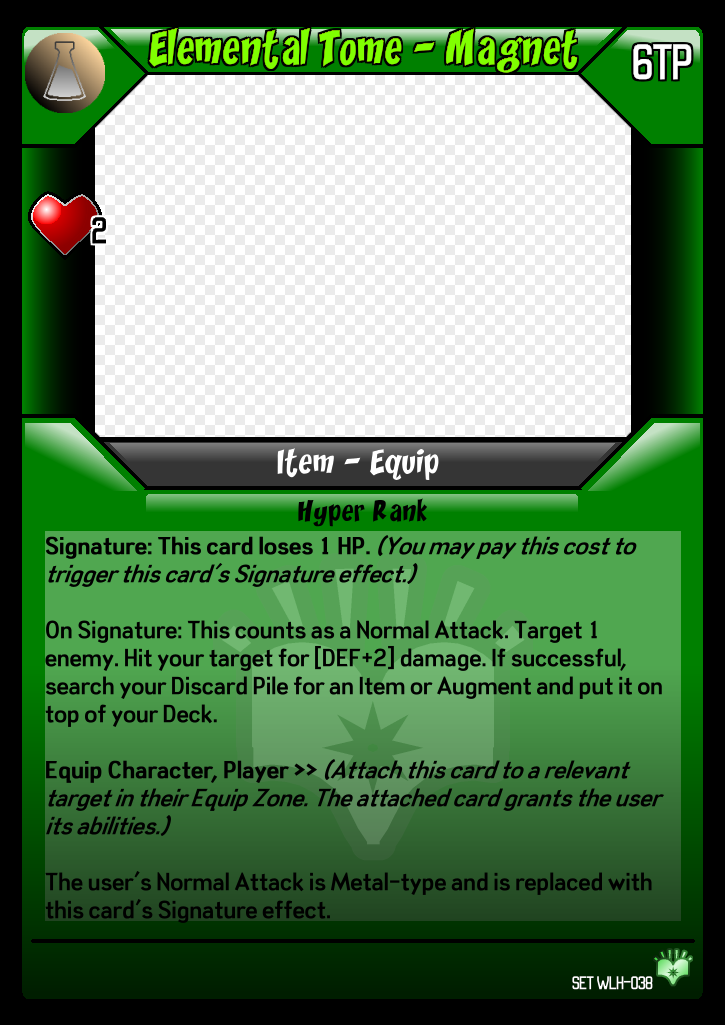 Elemental Tome - Magnet
6TP
2
Item - Equip
Hyper Rank
Signature: This card loses 1 HP. (You may pay this cost to
trigger this card's Signature effect.)
On Signature: This counts as a Normal Attack. Target 1
enemy. Hit your target for [DEF+2] damage. If successful,
search your Discard Pile for an Item or Augment and put it on
top of your Deck.
Equip Character, Player >> (Attach this card to a relevant
target in their Equip Zone. The attached card grants the user
its abilities.)
The user's Normal Attack is Metal-type and is replaced with
this card's Signature effect.
SET WLH-038